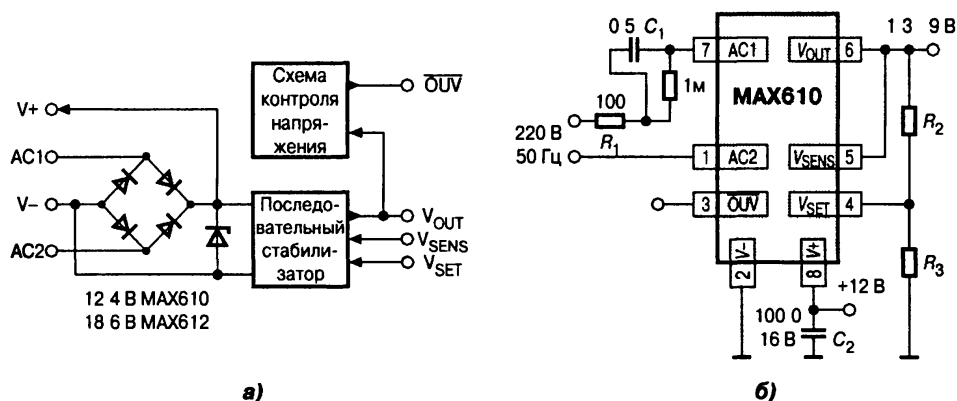 Схема
контроля
напря-
жения
OUV
V+
AC1
V−
AC2
Последо-
вательный
стабили-
затор
VOUT
VSENS
VSET
12 4 В MAX610
18 6 В MAX612
а)
0 5 C1
1м
100
R1
220 В
50 Гц
MAX610
7 AC1
1 AC2
3 OUV
VOUT 6
VSENS 5
VSET 4
2 V−
8 V+
1 3 9 В
R2
R3
+12 В
100 0
16 В C2
б)